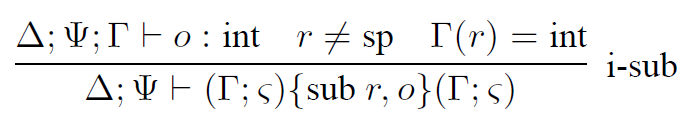 Δ; Ψ; Γ ⊢ o : int r ≠ sp Γ(r) = int
Δ; Ψ ⊢ (Γ; ς){sub r, o}(Γ; ς) i-sub